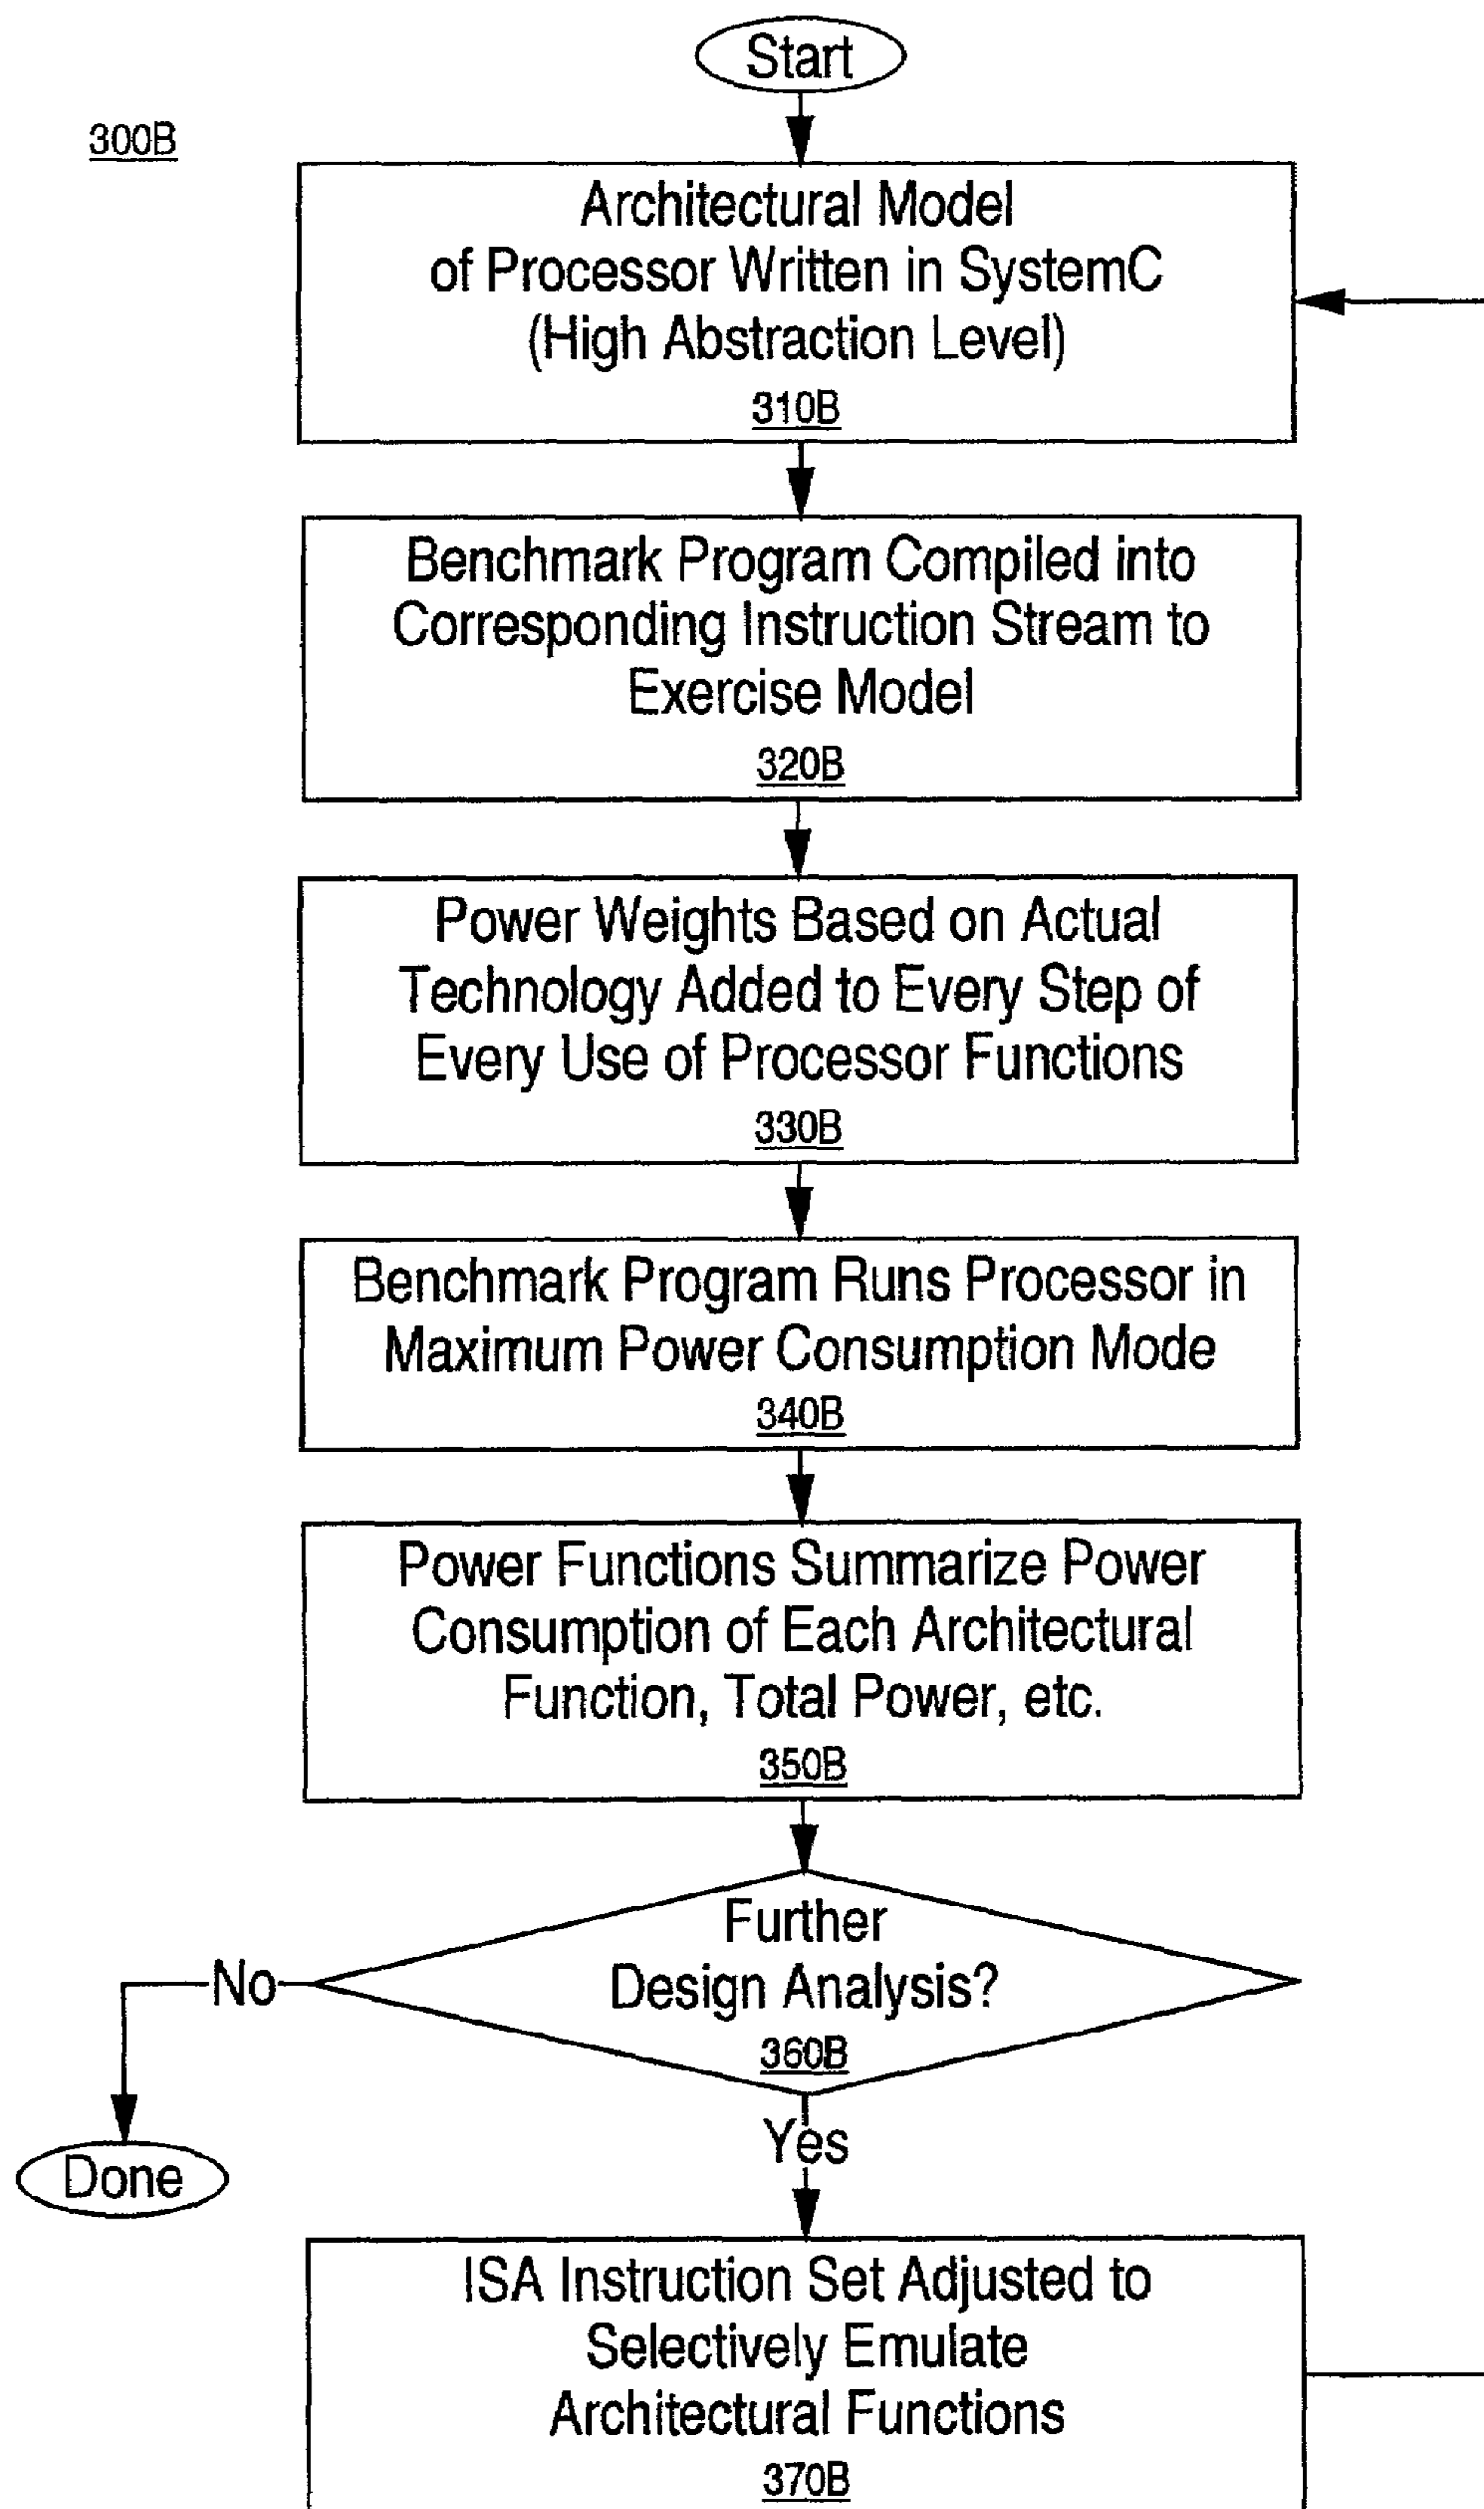 Start
300B
Architectural Model
of Processor Written in SystemC
(High Abstraction Level)
310B
Benchmark Program Compiled into
Corresponding Instruction Stream to
Exercise Model
320B
Power Weights Based on Actual
Technology Added to Every Step of
Every Use of Processor Functions
330B
Benchmark Program Runs Processor in
Maximum Power Consumption Mode
340B
Power Functions Summarize Power
Consumption of Each Architectural
Function, Total Power, etc.
350B
Further
Design Analysis?
360B
No
Yes
Done
ISA Instruction Set Adjusted to
Selectively Emulate
Architectural Functions
370B